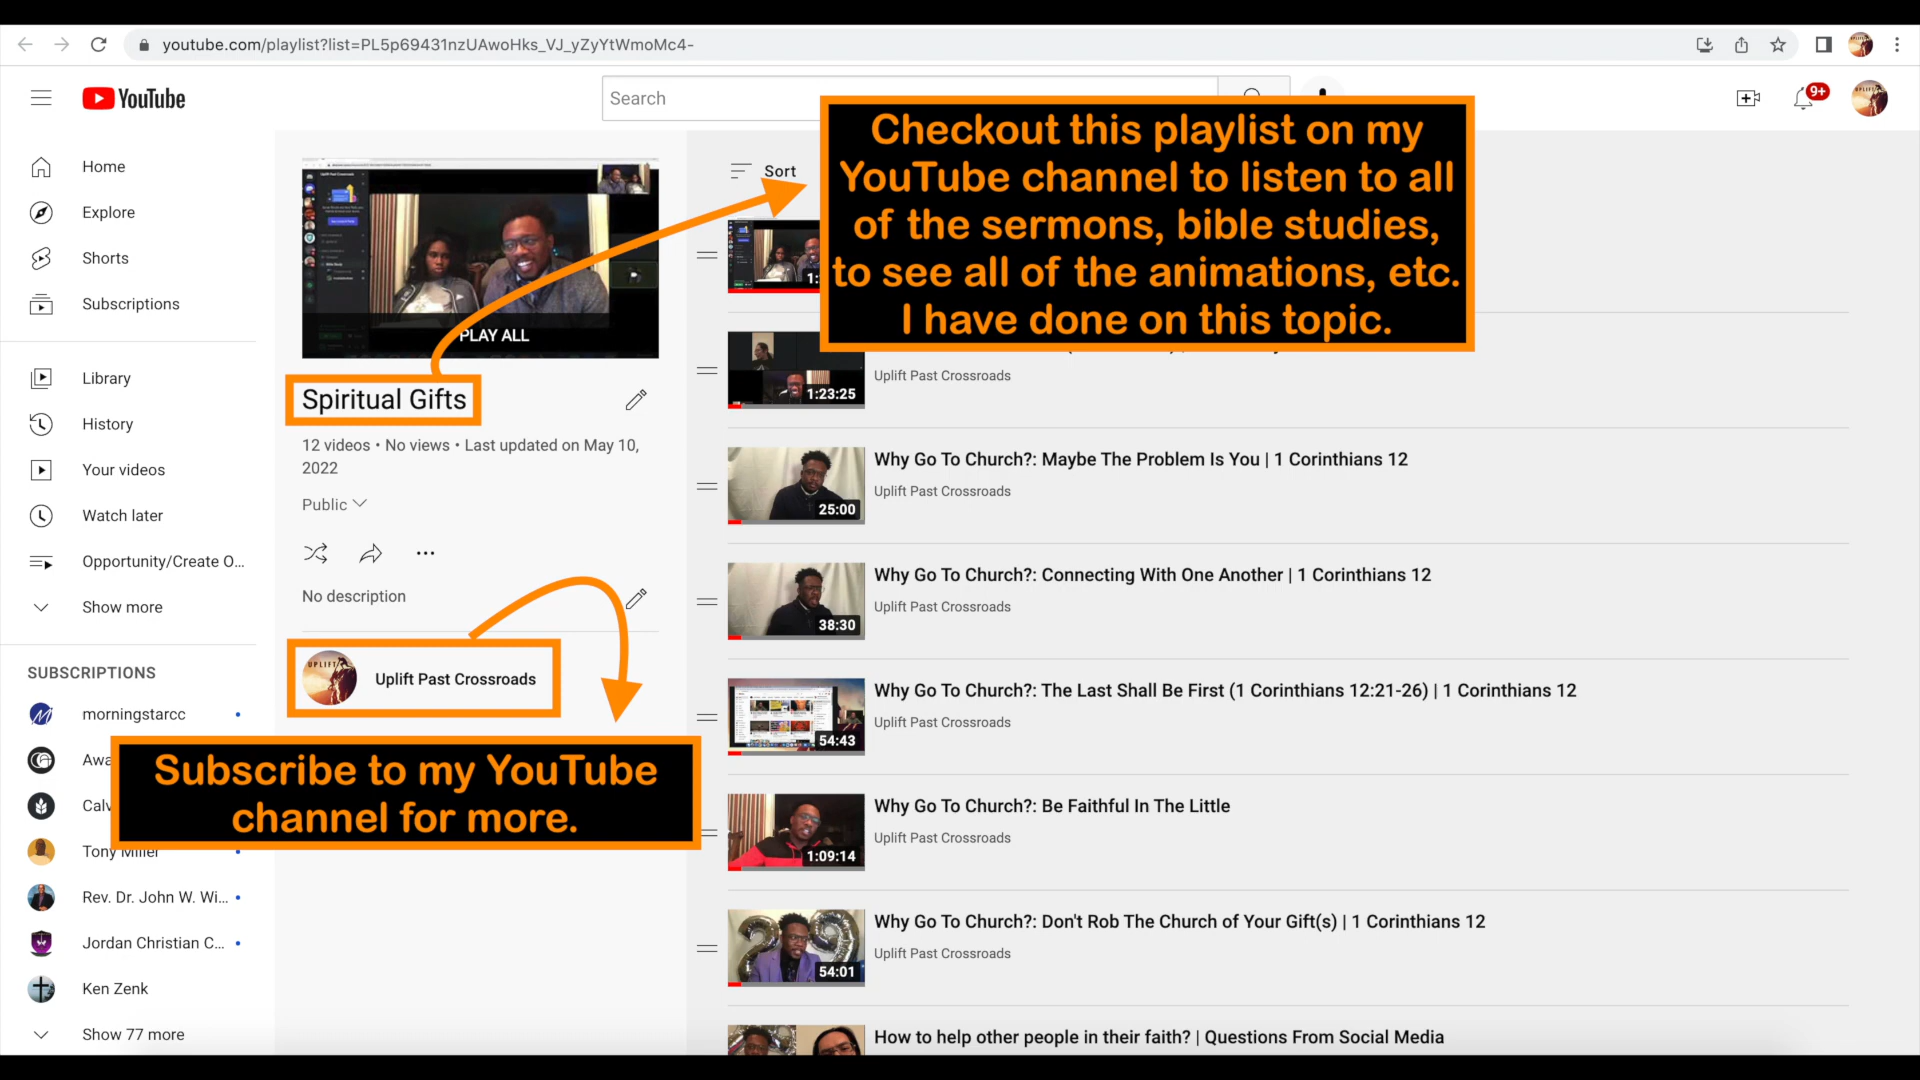 youtube.com/playlist?list=PL5p69431nzUAwoHks_VJ_yZyYtWmoMc4-
YouTube
Search
9+
Home
Explore
Shorts
Subscriptions
Library
History
Your videos
Watch later
Opportunity/Create O...
Show more
SUBSCRIPTIONS
morningstarcc
Awa
Calv
Tony Miller
Rev. Dr. John W. Wi...
Jordan Christian C...
Ken Zenk
Show 77 more
PLAY ALL
Spiritual Gifts
12 videos • No views • Last updated on May 10,
2022
Public
No description
UPLIFT
Uplift Past Crossroads
Subscribe to my YouTube
channel for more.
Sort
Checkout this playlist on my
YouTube channel to listen to all
of the sermons, bible studies,
to see all of the animations, etc.
I have done on this topic.
1:
Uplift Past Crossroads
1:23:25
Why Go To Church?: Maybe The Problem Is You | 1 Corinthians 12
Uplift Past Crossroads
25:00
Why Go To Church?: Connecting With One Another | 1 Corinthians 12
Uplift Past Crossroads
38:30
Why Go To Church?: The Last Shall Be First (1 Corinthians 12:21-26) | 1 Corinthians 12
Uplift Past Crossroads
54:43
Why Go To Church?: Be Faithful In The Little
Uplift Past Crossroads
1:09:14
Why Go To Church?: Don't Rob The Church of Your Gift(s) | 1 Corinthians 12
Uplift Past Crossroads
54:01
How to help other people in their faith? | Questions From Social Media